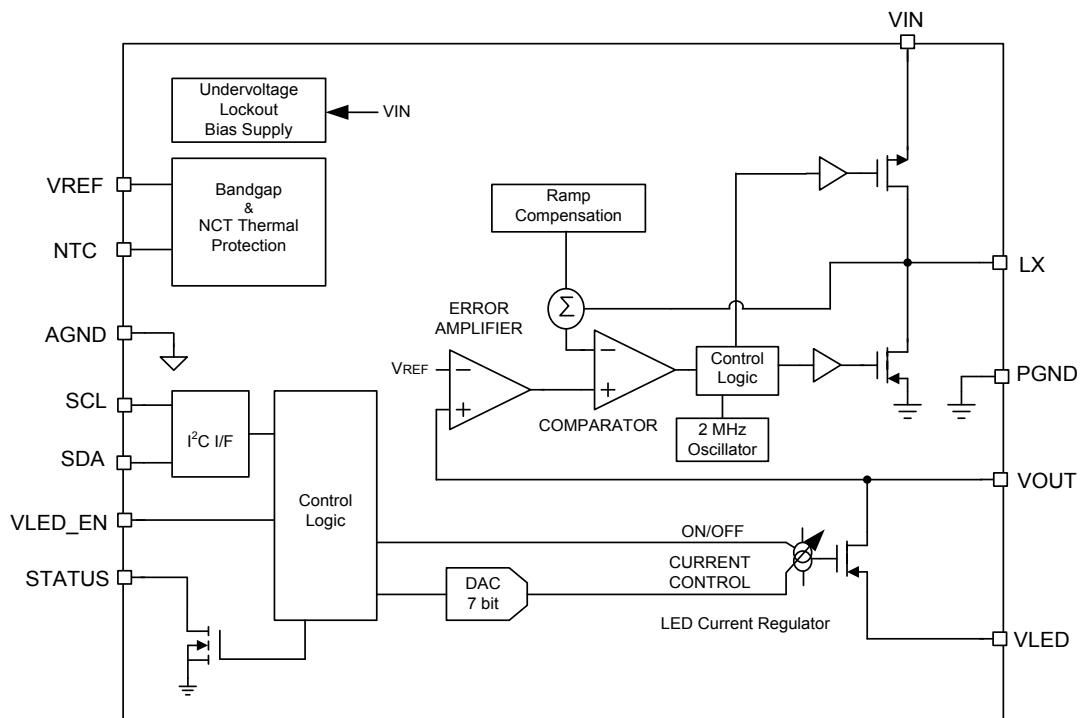 VIN
Undervoltage
Lockout
Bias Supply
VIN
VREF
NTC
Bandgap
&
NCT Thermal
Protection
Ramp
Compensation
LX
Σ
ERROR
AMPLIFIER
AGND
VREF
−
+
−
+
COMPARATOR
Control
Logic
2 MHz
Oscillator
PGND
SCL
SDA
I²C I/F
Control
Logic
VOUT
VLED_EN
STATUS
ON/OFF
CURRENT
CONTROL
DAC
7 bit
LED Current Regulator
VLED